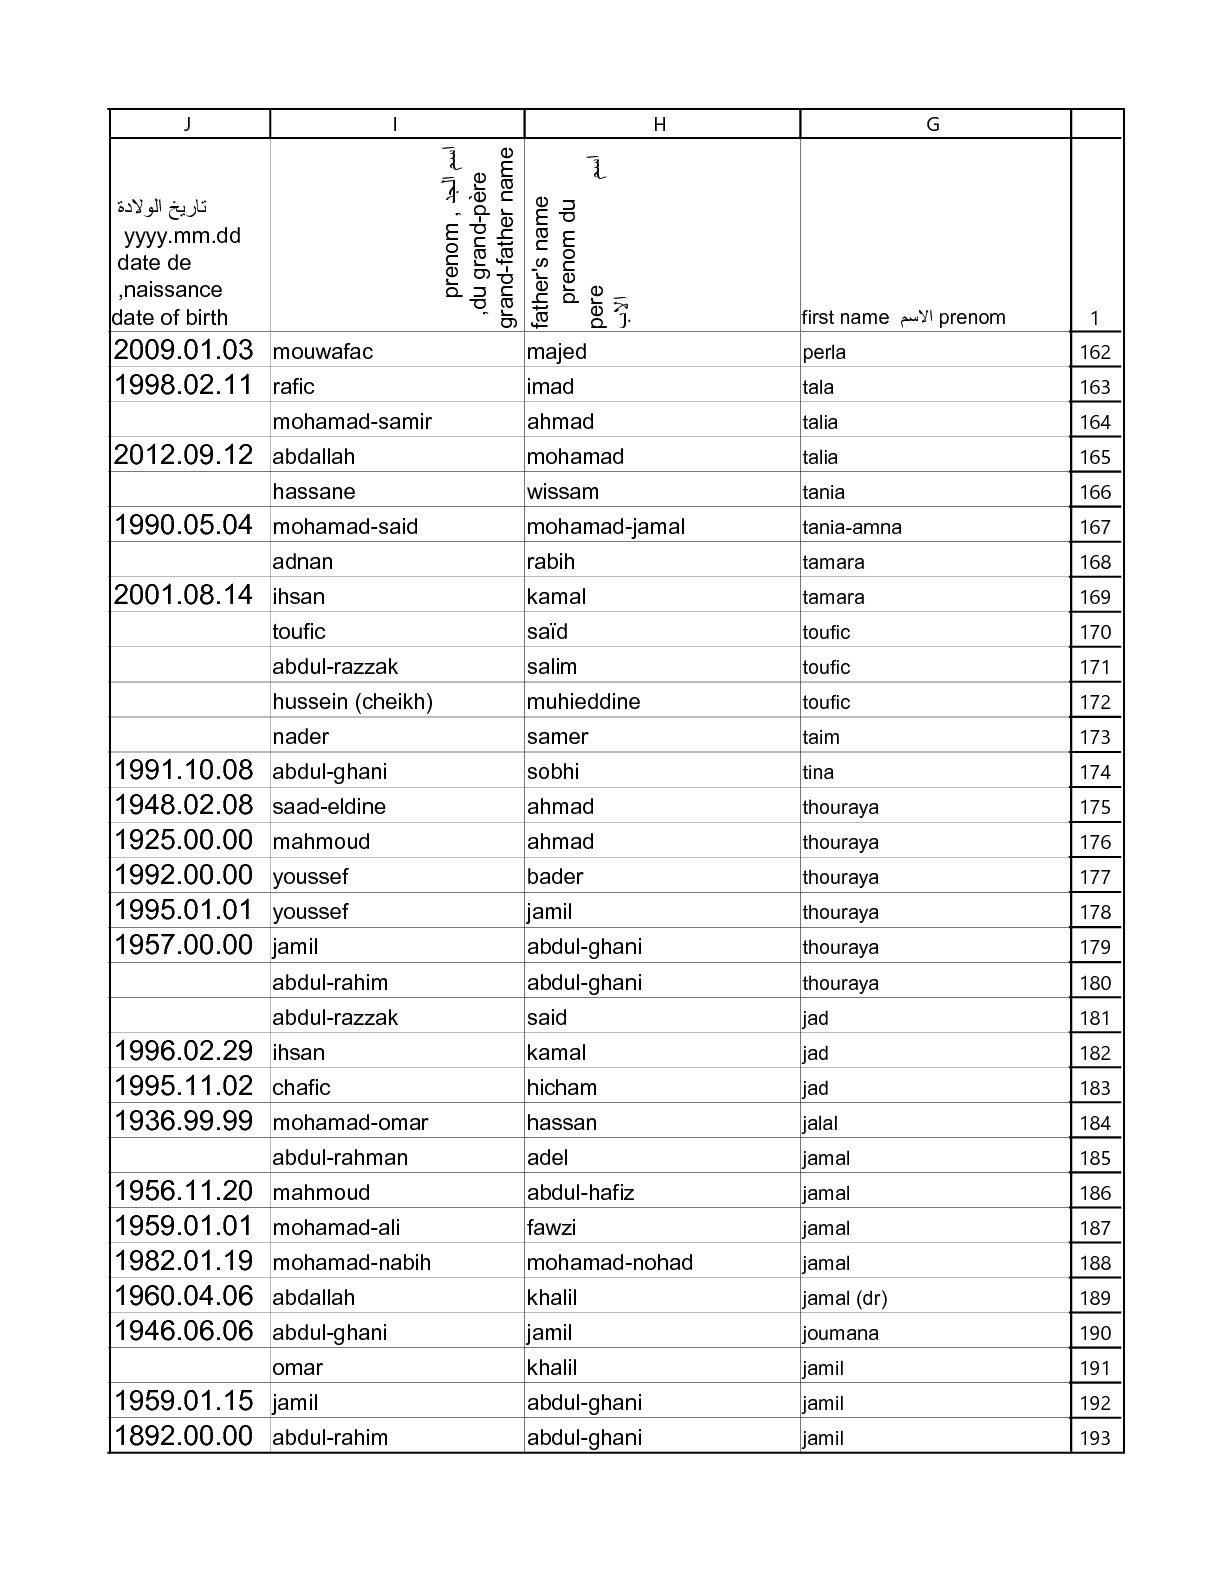 J I H G
تاريخ الولادة
yyyy.mm.dd
date de
,naissance
date of birth
اسم الجد , prenom
,du grand-père
grand-father name
father's name
اسم prenom du
pere
الاب
first name الاسم prenom
1
2009.01.03 mouwafac majed perla 162
1998.02.11 rafic imad tala 163
mohamad-samir ahmad talia 164
2012.09.12 abdallah mohamad talia 165
hassane wissam tania 166
1990.05.04 mohamad-said mohamad-jamal tania-amna 167
adnan rabih tamara 168
2001.08.14 ihsan kamal tamara 169
toufic saïd toufic 170
abdul-razzak salim toufic 171
hussein (cheikh) muhieddine toufic 172
nader samer taim 173
1991.10.08 abdul-ghani sobhi tina 174
1948.02.08 saad-eldine ahmad thouraya 175
1925.00.00 mahmoud ahmad thouraya 176
1992.00.00 youssef bader thouraya 177
1995.01.01 youssef jamil thouraya 178
1957.00.00 jamil abdul-ghani thouraya 179
abdul-rahim abdul-ghani thouraya 180
abdul-razzak said jad 181
1996.02.29 ihsan kamal jad 182
1995.11.02 chafic hicham jad 183
1936.99.99 mohamad-omar hassan jalal 184
abdul-rahman adel jamal 185
1956.11.20 mahmoud abdul-hafiz jamal 186
1959.01.01 mohamad-ali fawzi jamal 187
1982.01.19 mohamad-nabih mohamad-nohad jamal 188
1960.04.06 abdallah khalil jamal (dr) 189
1946.06.06 abdul-ghani jamil joumana 190
omar khalil jamil 191
1959.01.15 jamil abdul-ghani jamil 192
1892.00.00 abdul-rahim abdul-ghani jamil 193